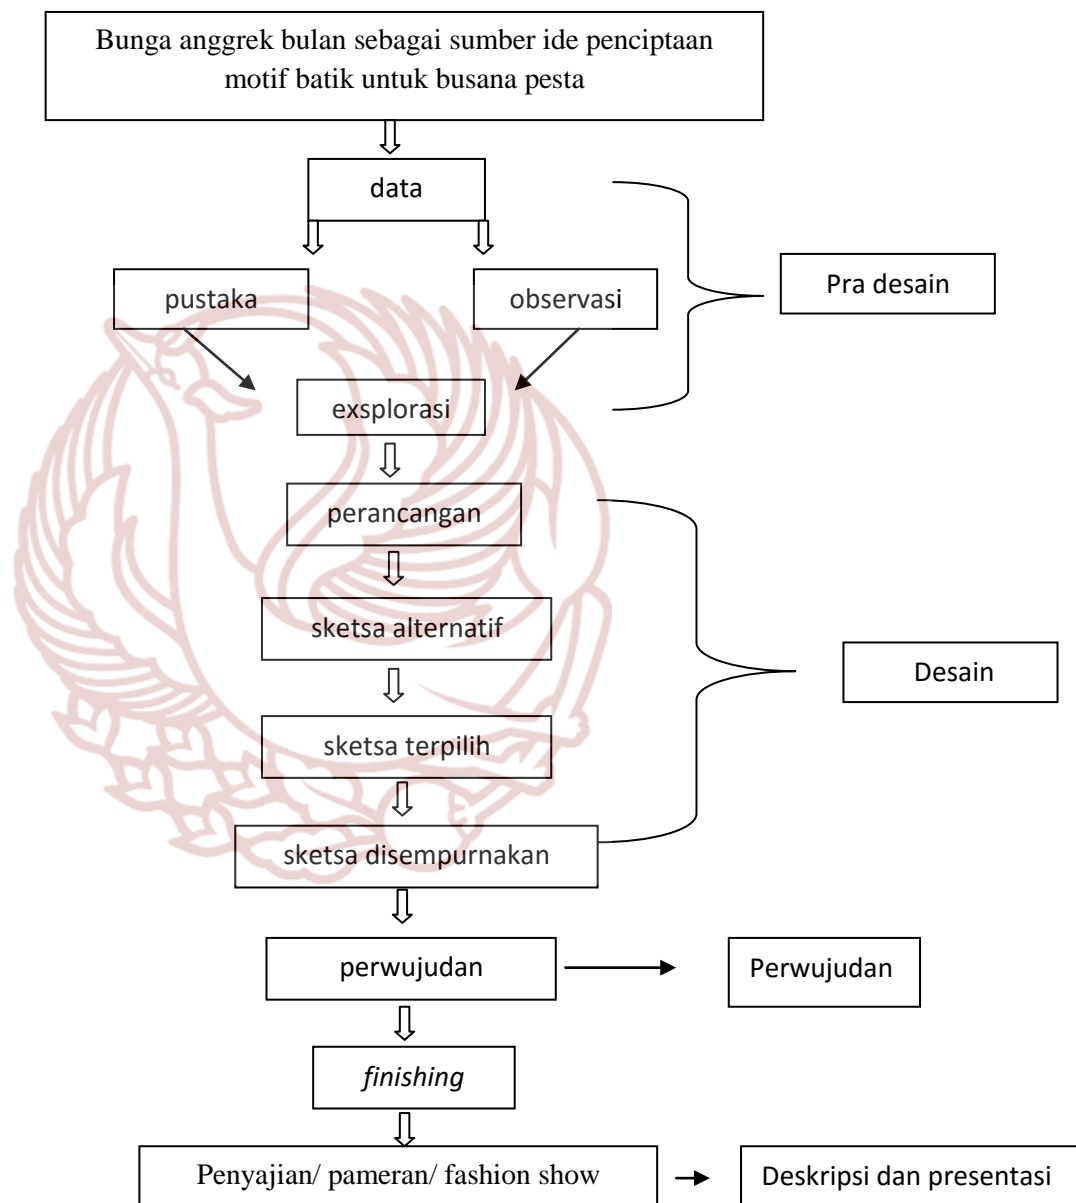 Bunga anggrek bulan sebagai sumber ide penciptaan
motif batik untuk busana pesta
data
pustaka
observasi
Pra desain
exsplorasi
perancangan
sketsa alternatif
Desain
sketsa terpilih
sketsa disempurnakan
perwujudan
Perwujudan
finishing
Penyajian/ pameran/ fashion show
Deskripsi dan presentasi